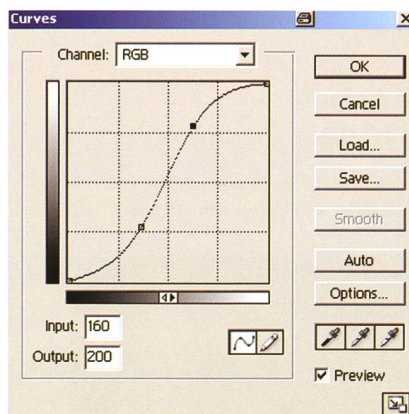 Curves
Channel: RGB
OK
Cancel
Load...
Save...
Smooth
Auto
Options...
Input: 160
Output: 200
Preview